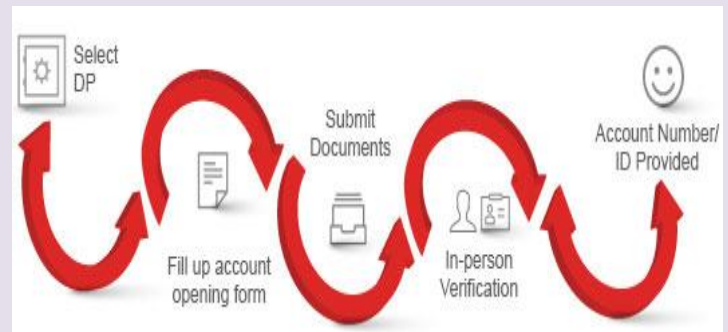 Select
DP
Fill up account
opening form
Submit
Documents
In-person
Verification
Account Number/
ID Provided